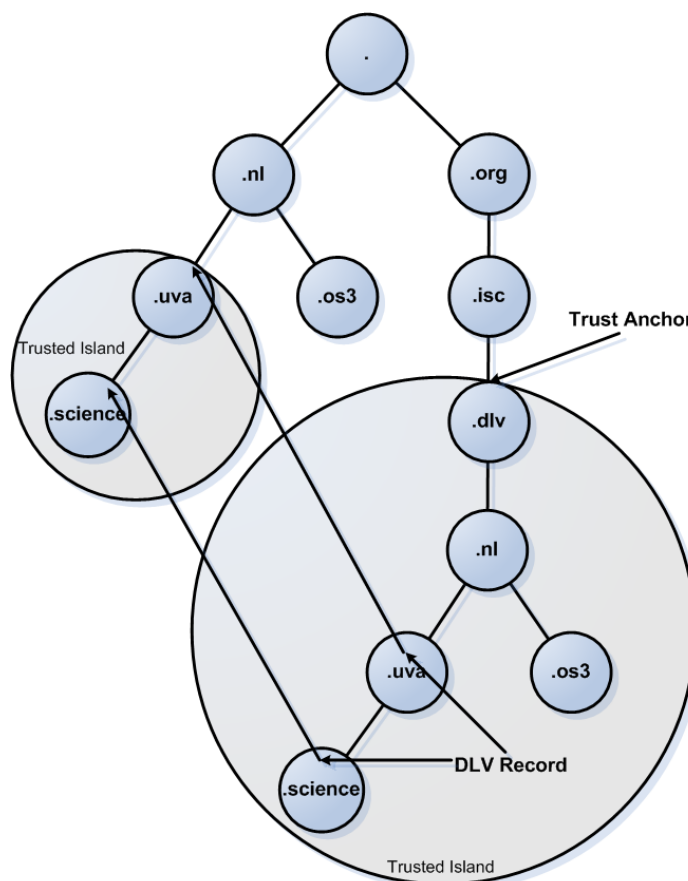 .
.nl
.org
.uva
.os3
.isc
Trust Anchor
Trusted Island
.science
.dlv
.nl
.uva
.os3
DLV Record
.science
Trusted Island